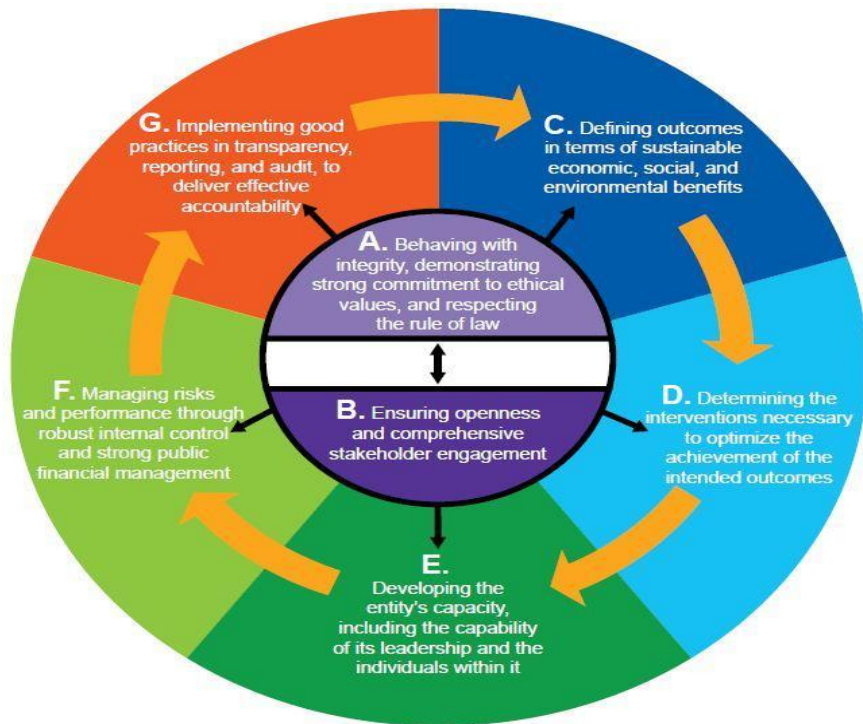 A. Behaving with
integrity, demonstrating
strong commitment to ethical
values, and respecting
the rule of law
B. Ensuring openness
and comprehensive
stakeholder engagement
C. Defining outcomes
in terms of sustainable
economic, social, and
environmental benefits
D. Determining the
interventions necessary
to optimize the
achievement of the
intended outcomes
E.
Developing the
entity's capacity,
including the capability
of its leadership and the
individuals within it
F. Managing risks
and performance through
robust internal control
and strong public
financial management
G. Implementing good
practices in transparency,
reporting, and audit, to
deliver effective
accountability